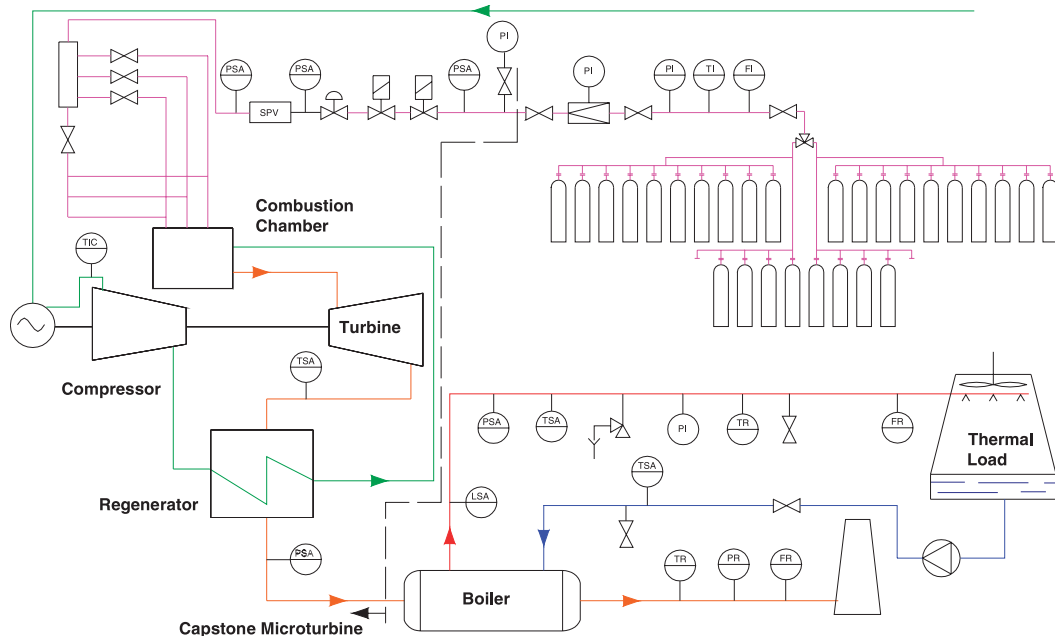 PI
PSA
PSA
PSA
PI
PI
TI
FI
SPV
Combustion
Chamber
TIC
Turbine
TSA
Compressor
PSA
TSA
PI
TR
FR
Thermal
Load
TSA
Regenerator
LSA
PSA
TR
PR
FR
Boiler
Capstone Microturbine